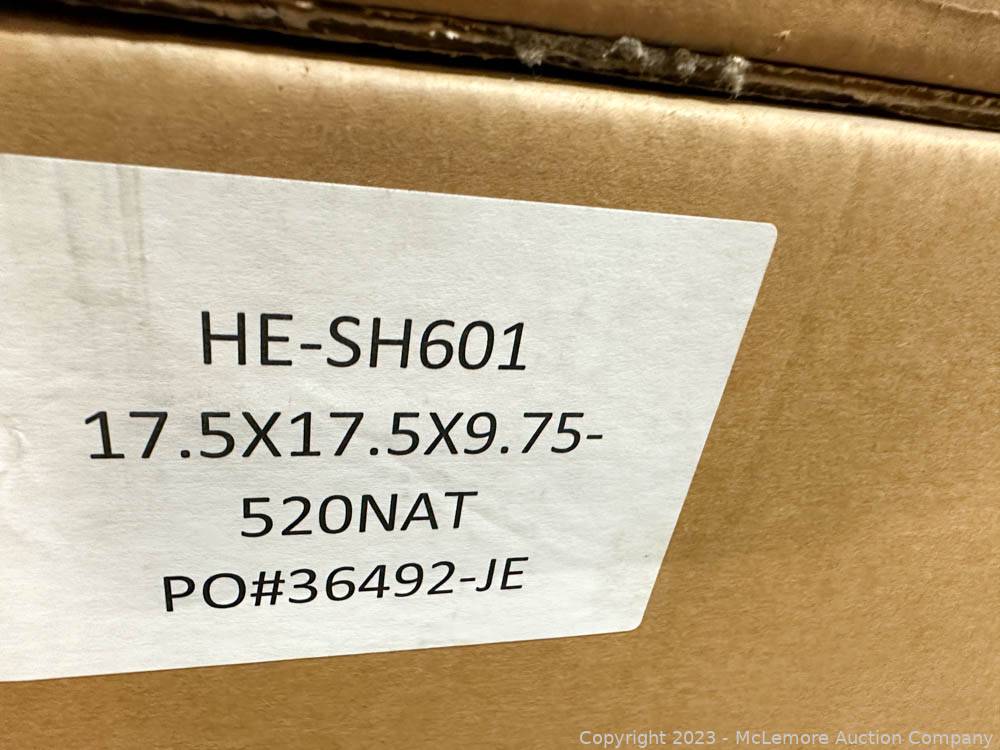 HE-SH601
17.5X17.5X9.75-
520NAT
PO#36492-JE
Copyright 2023 - McLemore Auction Company